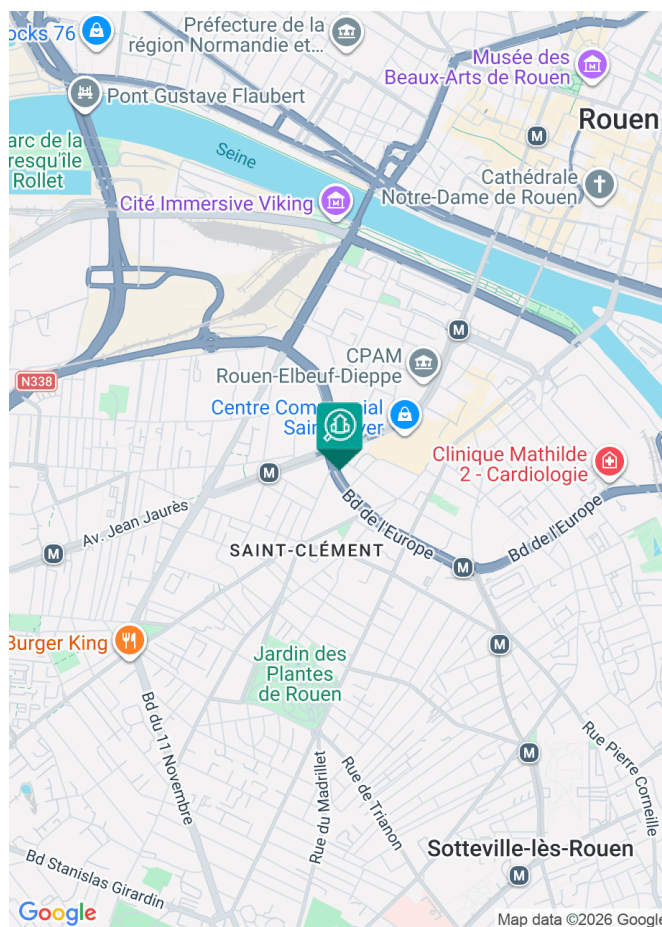 Préfecture de la
région Normandie et…
ocks 76
Musée des
Beaux-Arts de Rouen
Pont Gustave Flaubert
M
Rouen
Seine
arc de la
resqu'île
Rollet
Cathédrale
Notre-Dame de Rouen
Cité Immersive Viking
M
CPAM
Rouen-Elbeuf-Dieppe
N338
Centre Com
ial
Sain
ver
Clinique Mathilde
2 - Cardiologie
M
Bd de l'Europe
Av. Jean Jaurès
Bd de l'Europe
M
SAINT-CLÉMENT
M
Burger King
M
Jardin des
Plantes
de Rouen
Bd du 11 Novembre
Rue Pierre Corneille
M
Rue du Madrillet
Rue de Trianon
Sotteville-lès-Rouen
Bd Stanislas Girardin
M
Google
Map data ©2026 Google